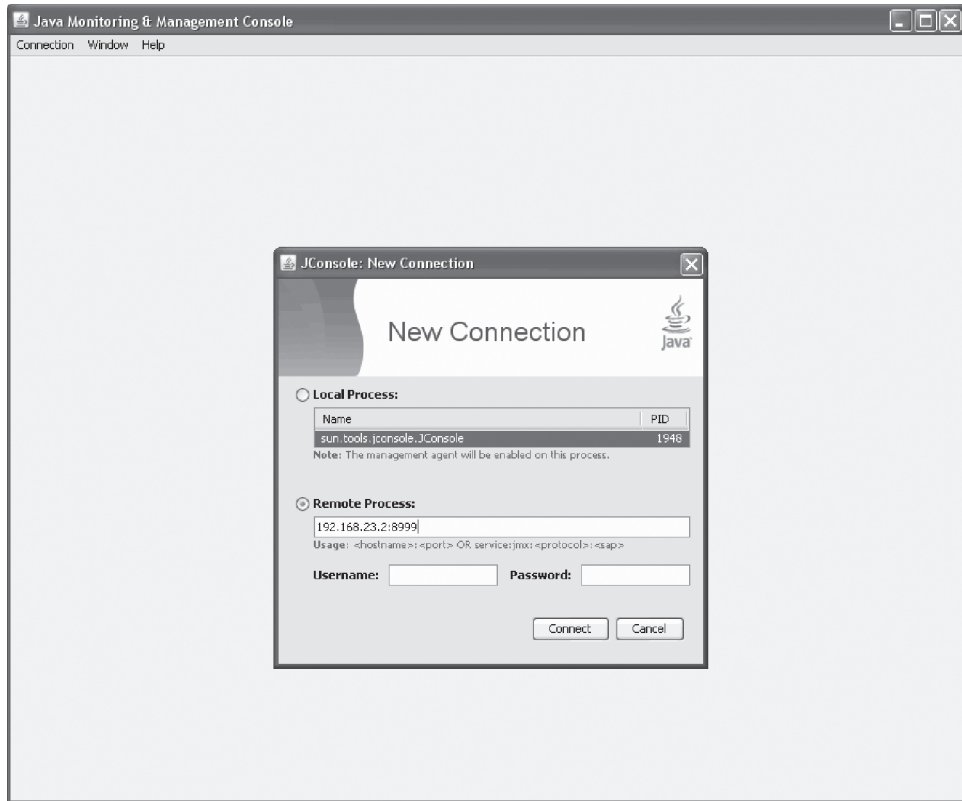 Java Monitoring & Management Console
Connection Window Help
JConsole: New Connection
New Connection
Java
Local Process:
Name PID
sun.tools.jconsole.JConsole 1948
Note: The management agent will be enabled on this process.
Remote Process:
192.168.23.2:8999
Usage: <hostname>:<port> OR service:jmx:<protocol>:<sap>
Username: Password:
Connect Cancel